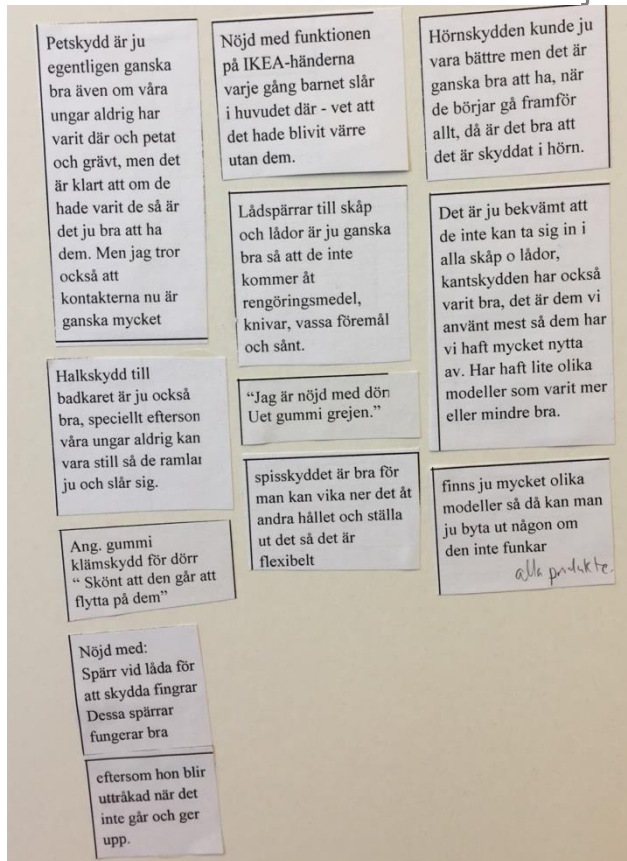 Petskydd är ju
egentligen ganska
bra även om våra
ungar aldrig har
varit där och petat
och grävt, men det
är klart att om de
hade varit de så är
det ju bra att ha
dem. Men jag tror
också att
kontakterna nu är
ganska mycket
Halkskydd till
badkaret är ju också
bra, speciellt efterson
våra ungar aldrig kan
vara still så de ramlar
ju och slår sig.
Ang. gummi
klämskydd för dörr
“ Skönt att den går att
flytta på dem”
Nöjd med:
Spärr vid låda för
att skydda fingrar
Dessa spärrar
fungerar bra
eftersom hon blir
uttråkad när det
inte går och ger
upp.
Nöjd med funktionen
på IKEA-händerna
varje gång barnet slår
i huvudet där - vet att
det hade blivit värre
utan dem.
Lådspärrar till skåp
och lådor är ju ganska
bra så att de inte
kommer åt
rengöringsmedel,
knivar, vassa föremål
och sånt.
“Jag är nöjd med dörr
Uet gummi grejen.”
spisskyddet är bra för
man kan vika ner det åt
andra hållet och ställa
ut det så det är
flexibelt
Hörnskydden kunde ju
vara bättre men det är
ganska bra att ha, när
de börjar gå framför
allt, då är det bra att
det är skyddat i hörn.
Det är ju bekvämt att
de inte kan ta sig in i
alla skåp o lådor,
kantskydden har också
varit bra, det är dem vi
använt mest så dem har
vi haft mycket nytta
av. Har haft lite olika
modeller som varit mer
eller mindre bra.
finns ju mycket olika
modeller så då kan man
ju byta ut någon om
den inte funkar
alla produkte.